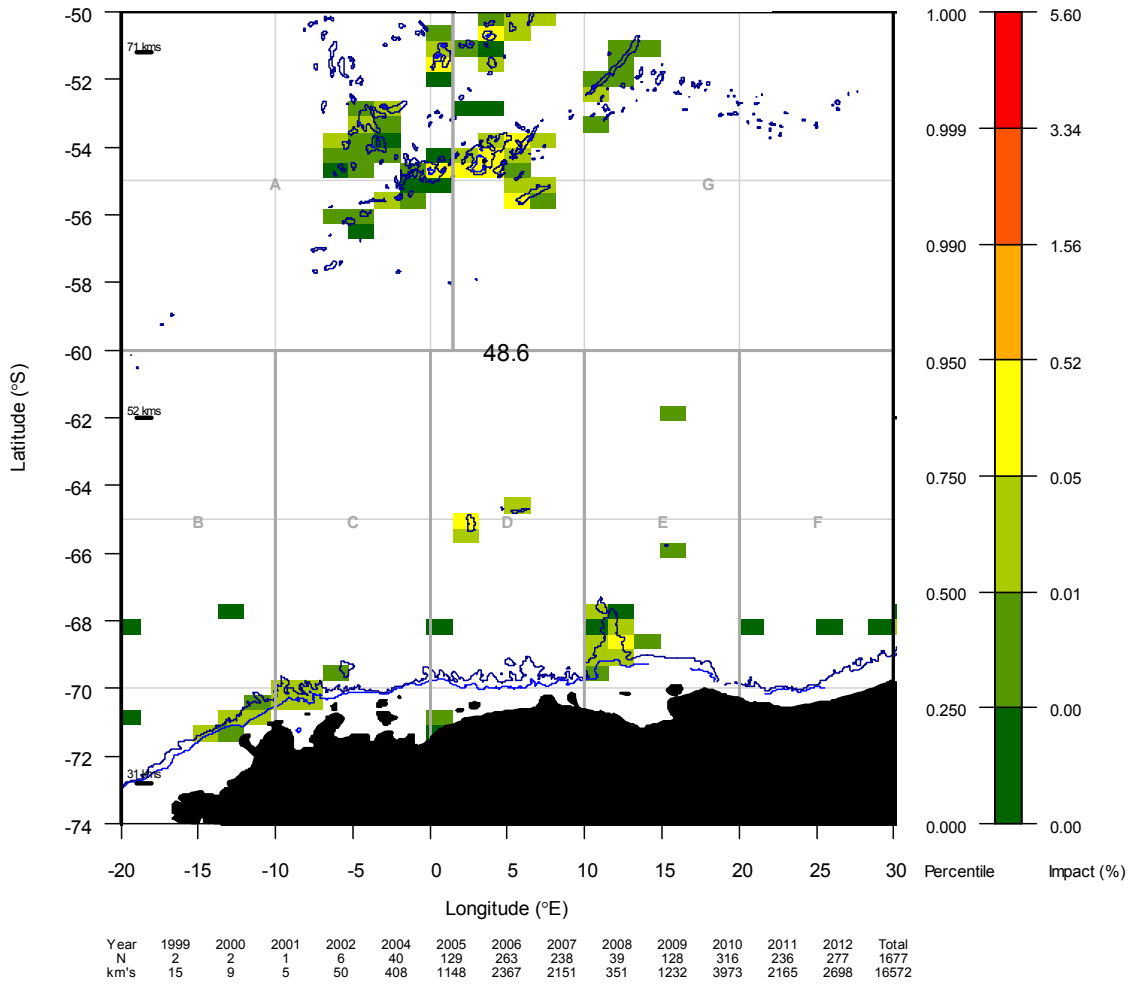 -50
-52
-54
-56
-58
-60
-62
-64
-66
-68
-70
-72
-74
Latitude (°S)
71 kms
52 kms
31 kms
A
G
48.6
B
C
D
E
F
-20
-15
-10
-5
0
5
10
15
20
25
30
Longitude (°E)
1.000 5.60
0.999 3.34
0.990 1.56
0.950 0.52
0.750 0.05
0.500 0.01
0.250 0.00
0.000 0.00
Percentile Impact (%)
Year 1999 2000 2001 2002 2004 2005 2006 2007 2008 2009 2010 2011 2012 Total
N 2 2 1 6 40 129 263 238 39 128 316 236 277 1677
km's 15 9 5 50 408 1148 2367 2151 351 1232 3973 2165 2698 16572